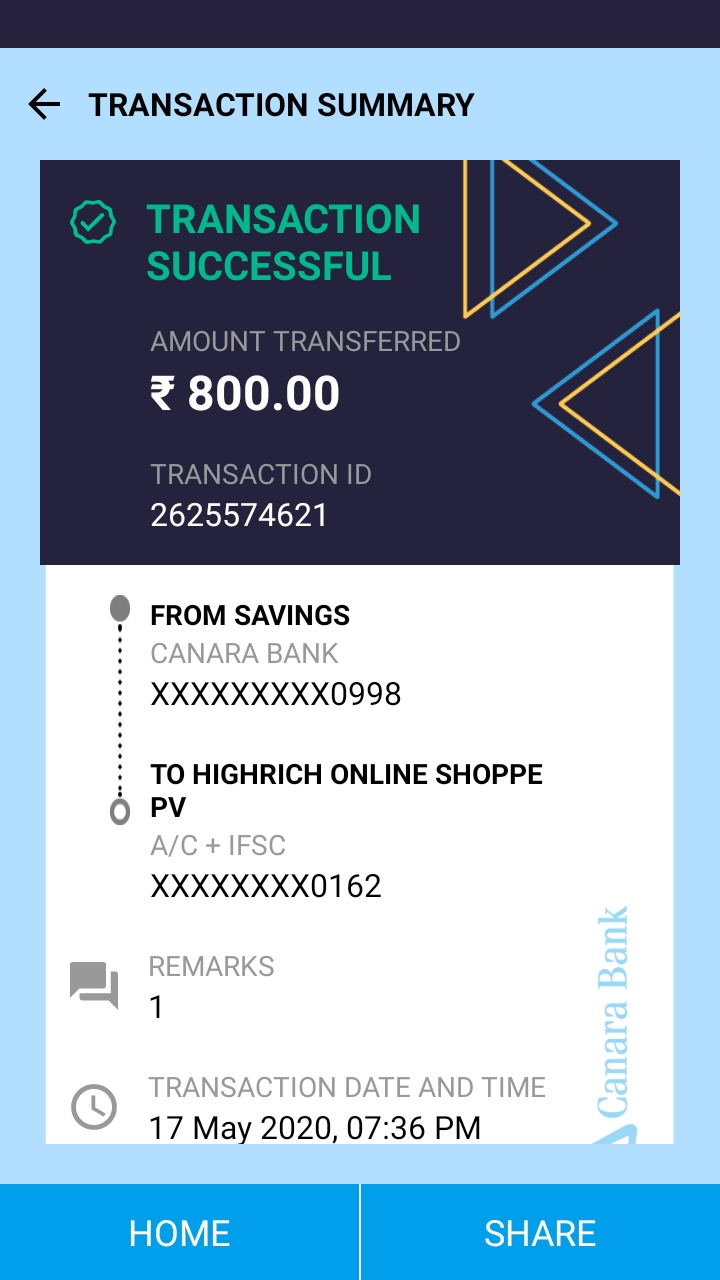 TRANSACTION SUMMARY
TRANSACTION
SUCCESSFUL
AMOUNT TRANSFERRED
₹ 800.00
TRANSACTION ID
2625574621
FROM SAVINGS
CANARA BANK
XXXXXXXXX0998
TO HIGHRICH ONLINE SHOPPE
PV
A/C + IFSC
XXXXXXXX0162
REMARKS
1
TRANSACTION DATE AND TIME
17 May 2020, 07:36 PM
Canara Bank
HOME
SHARE